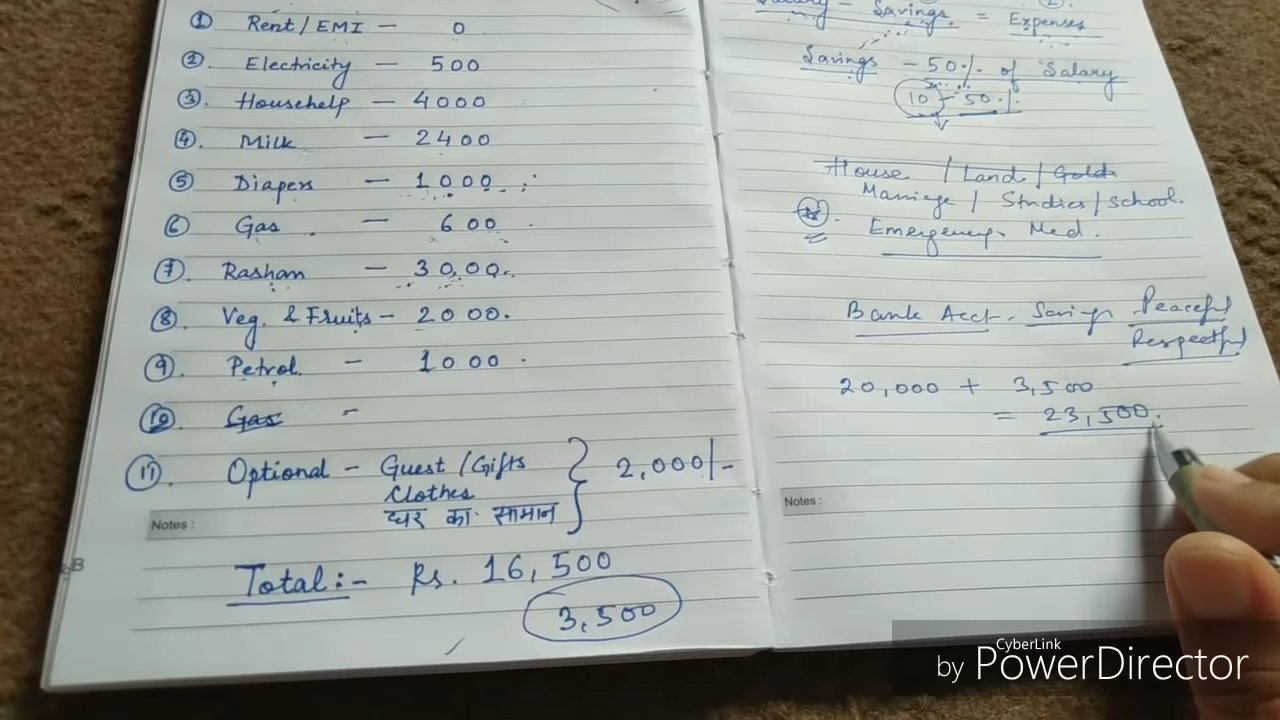 ① Rent/EMI – 0
②. Electricity – 500
③. Househelp – 4000
④. Milk – 2400
⑤ Diapers – 1000
⑥ Gas – 600
⑦. Rashan – 3000
⑧. Veg. & Fruits – 2000.
⑨. Petrol – 1000
⑩. Gas –
⑪. Optional – Guest/Gifts } 2,000/-
Clothes
घर का सामान
Notes :
Total:- Rs. 16,500
3,500
Salary – Savings = Expenses
Savings – 50% of Salary
10 – 50%
House / Land / Gold
Marriage / Studies / School.
Emergency Med.
Bank Acct. Saving Peaceful
Respectful
20,000 + 3,500
= 23,500.
Notes :
CyberLink
by PowerDirector